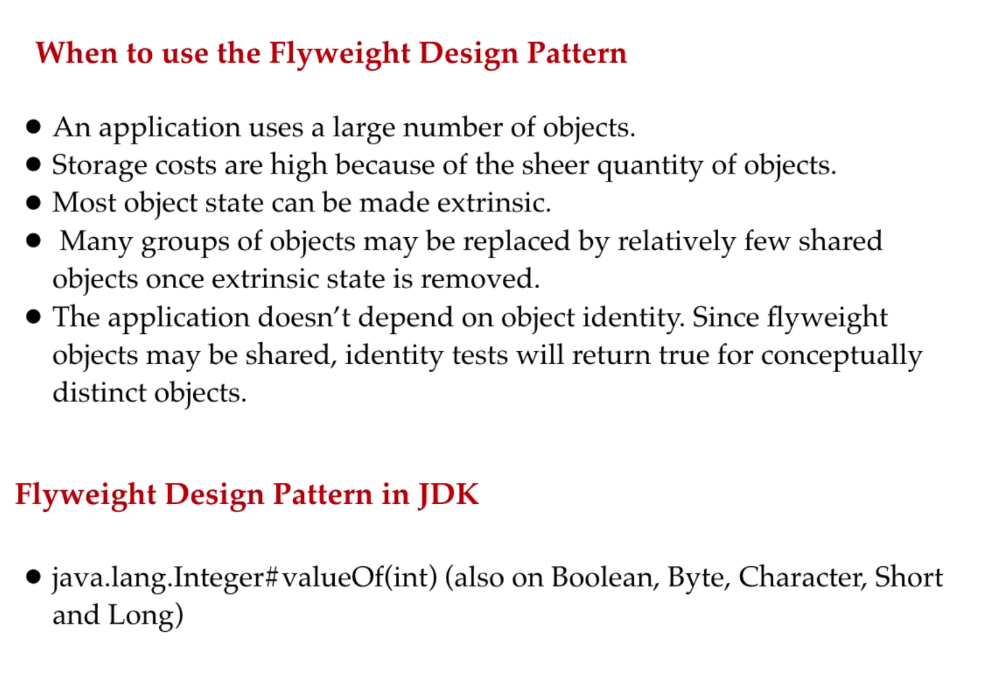 When to use the Flyweight Design Pattern
● An application uses a large number of objects.
● Storage costs are high because of the sheer quantity of objects.
● Most object state can be made extrinsic.
● Many groups of objects may be replaced by relatively few shared
objects once extrinsic state is removed.
● The application doesn't depend on object identity. Since flyweight
objects may be shared, identity tests will return true for conceptually
distinct objects.
Flyweight Design Pattern in JDK
● java.lang.Integer#valueOf(int) (also on Boolean, Byte, Character, Short
and Long)